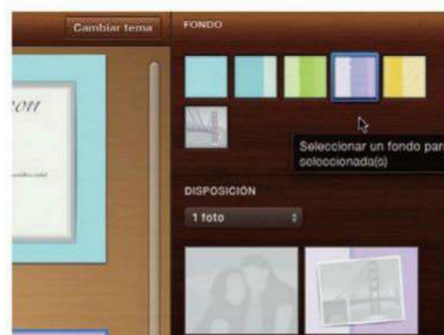 Cambiar tema
FONDO
Seleccionar un fondo par
seleccionada(s)
DISPOSICIÓN
1 foto